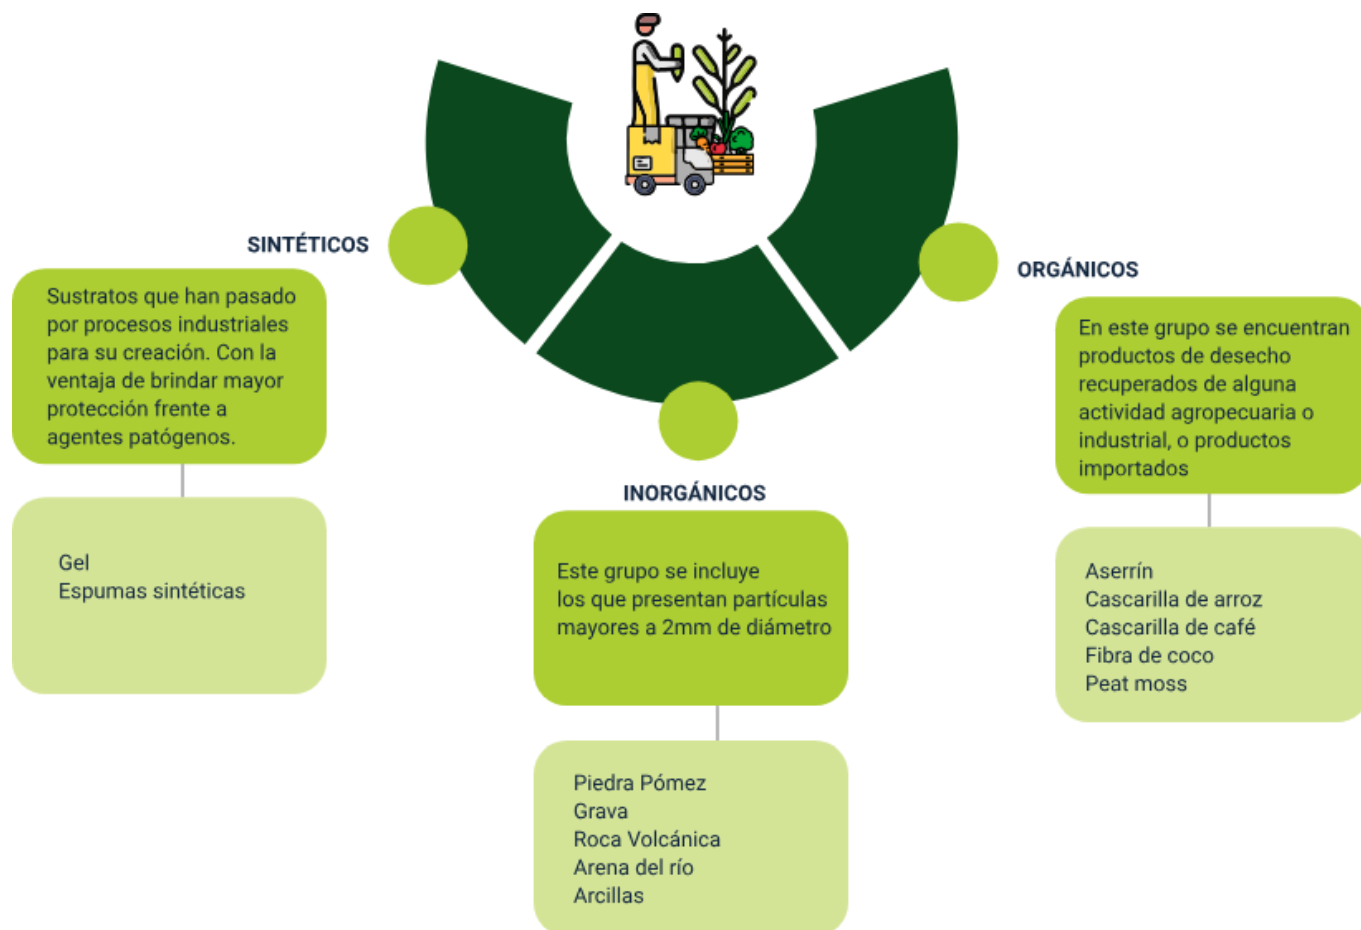 SINTÉTICOS
Sustratos que han pasado
por procesos industriales
para su creación. Con la
ventaja de brindar mayor
protección frente a
agentes patógenos.
Gel
Espumas sintéticas
INORGÁNICOS
Este grupo se incluye
los que presentan partículas
mayores a 2mm de diámetro
Piedra Pómez
Grava
Roca Volcánica
Arena del río
Arcillas
ORGÁNICOS
En este grupo se encuentran
productos de desecho
recuperados de alguna
actividad agropecuaria o
industrial, o productos
importados
Aserrín
Cascarilla de arroz
Cascarilla de café
Fibra de coco
Peat moss